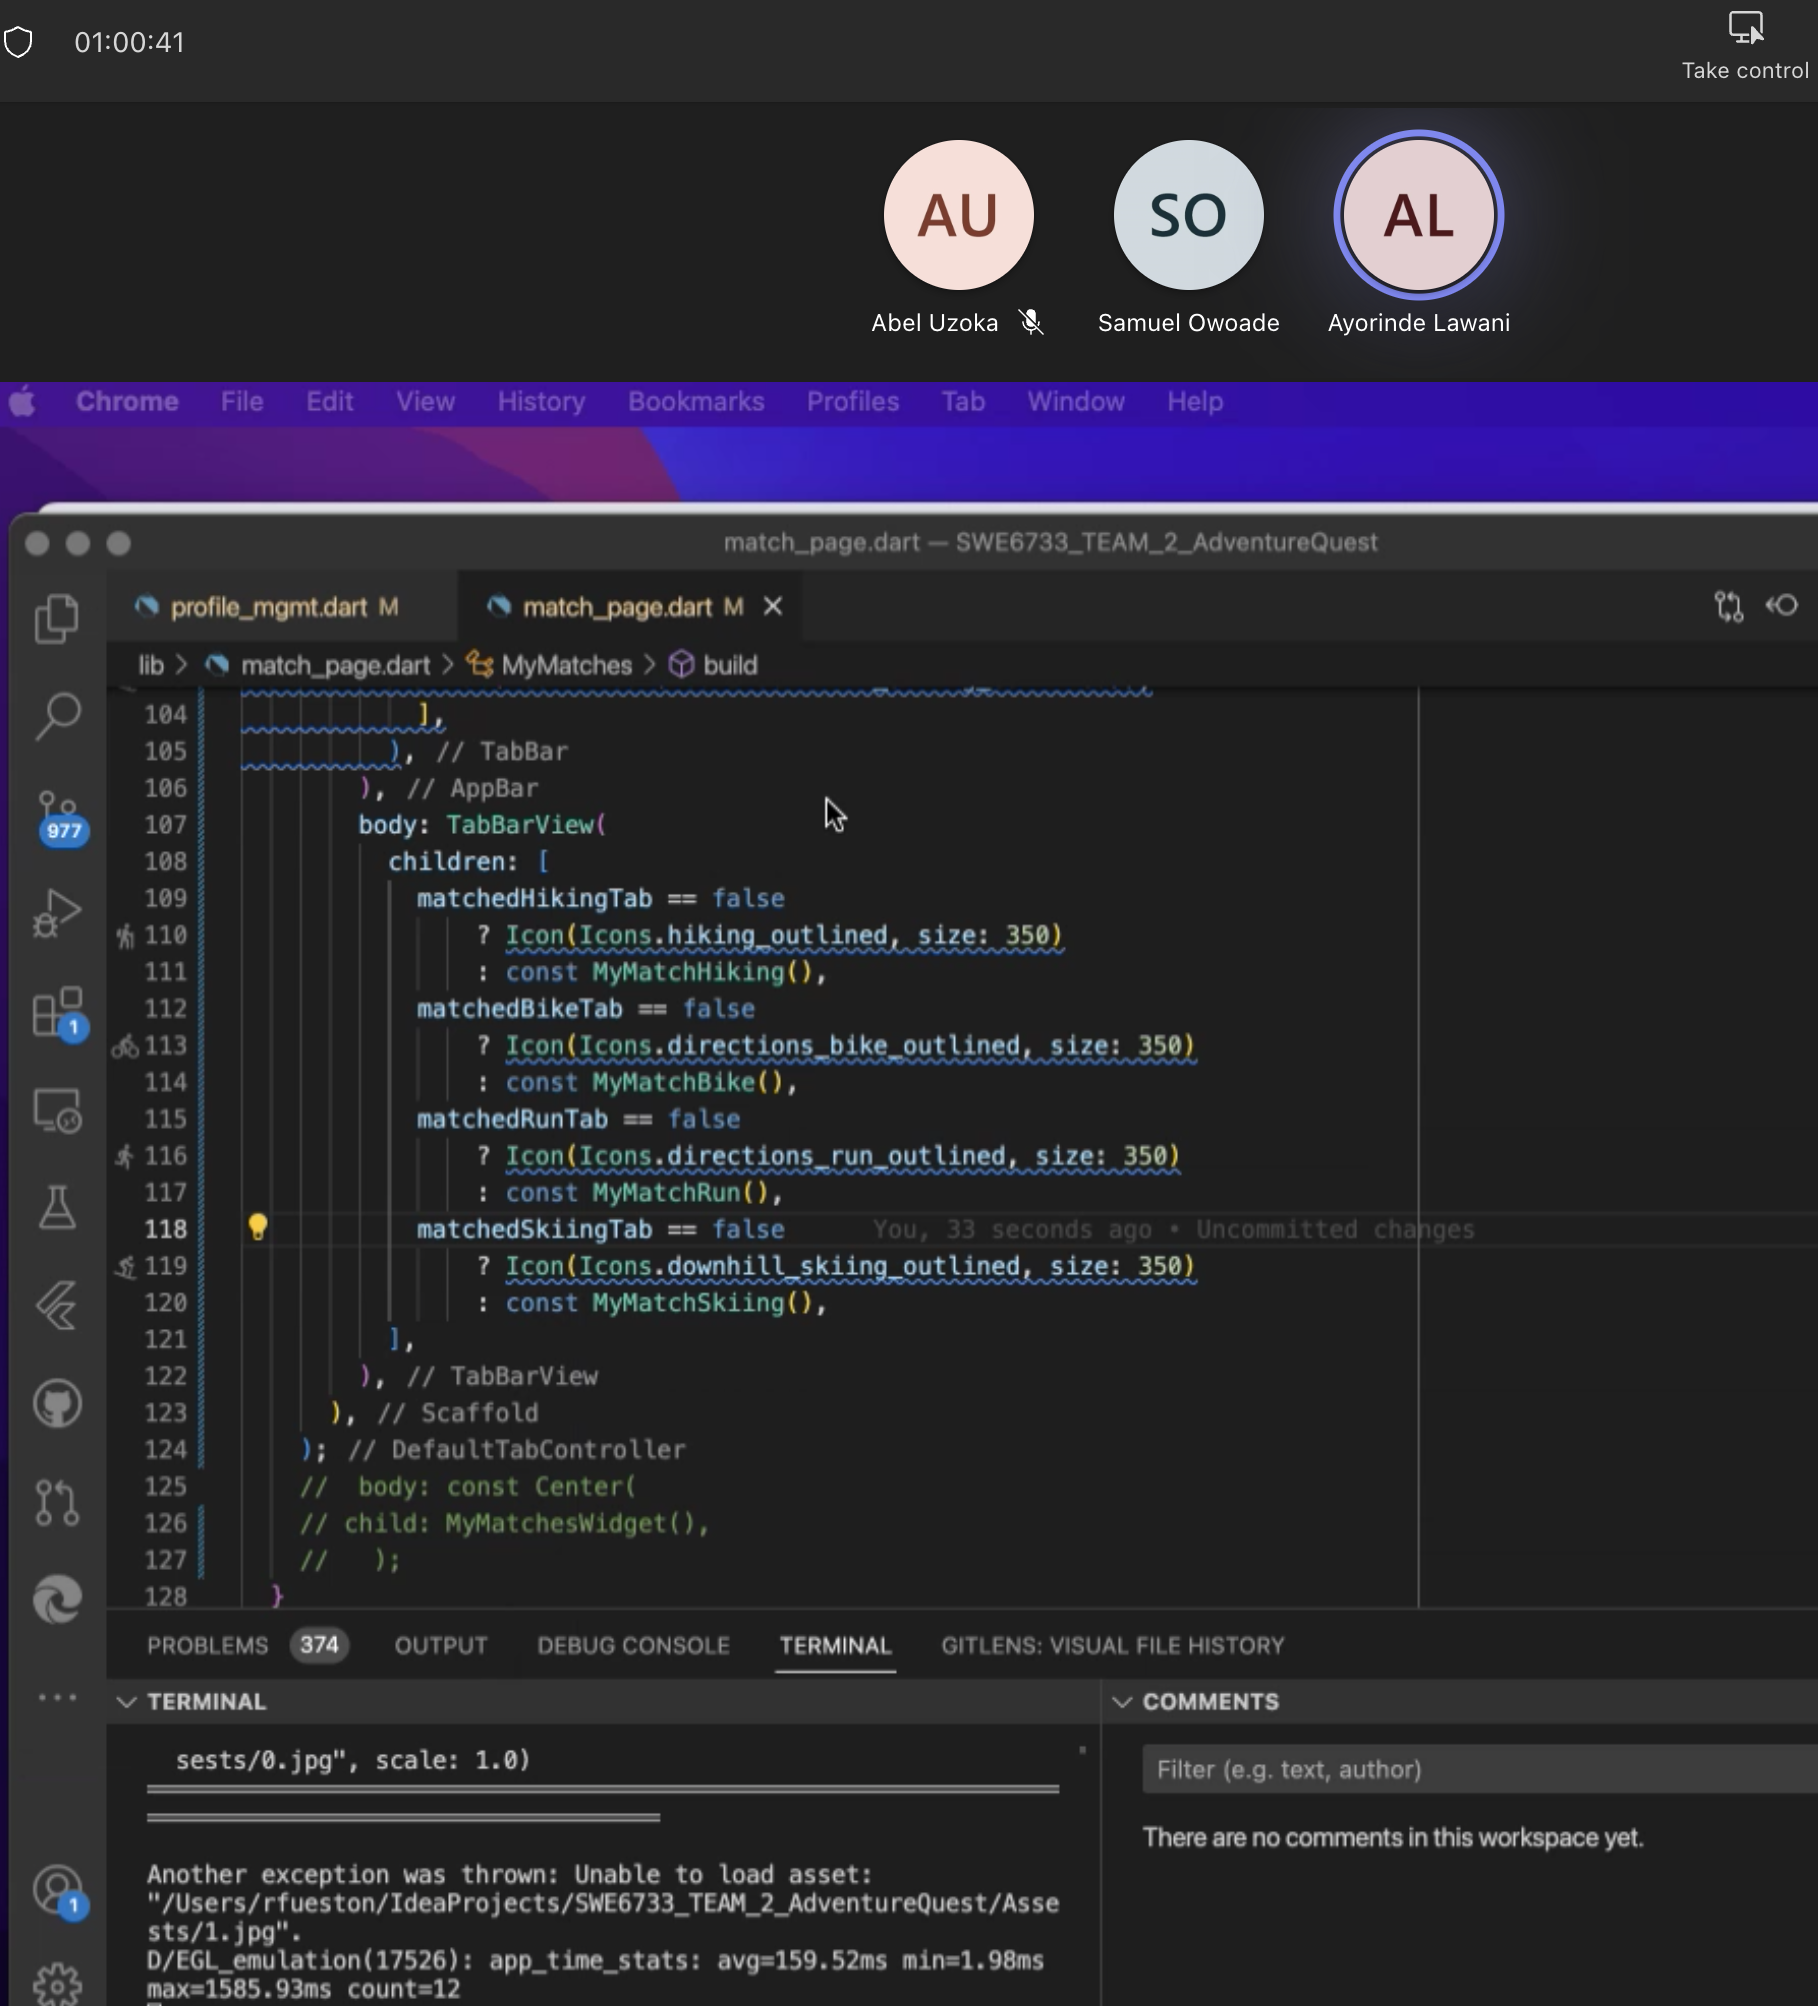 01:00:41
Take control
AU
SO
AL
Abel Uzoka
Samuel Owoade
Ayorinde Lawani
Chrome File Edit View History Bookmarks Profiles Tab Window Help
match_page.dart — SWE6733_TEAM_2_AdventureQuest
profile_mgmt.dart M
match_page.dart M
lib > match_page.dart > MyMatches > build
104 ],
105 ), // TabBar
106 ), // AppBar
107 body: TabBarView(
108 children: [
109 matchedHikingTab == false
110 ? Icon(Icons.hiking_outlined, size: 350)
111 : const MyMatchHiking(),
112 matchedBikeTab == false
113 ? Icon(Icons.directions_bike_outlined, size: 350)
114 : const MyMatchBike(),
115 matchedRunTab == false
116 ? Icon(Icons.directions_run_outlined, size: 350)
117 : const MyMatchRun(),
118 matchedSkiingTab == false You, 33 seconds ago • Uncommitted changes
119 ? Icon(Icons.downhill_skiing_outlined, size: 350)
120 : const MyMatchSkiing(),
121 ],
122 ), // TabBarView
123 ), // Scaffold
124 ); // DefaultTabController
125 // body: const Center(
126 // child: MyMatchesWidget(),
127 // );
128 }
977
1
1
PROBLEMS 374 OUTPUT DEBUG CONSOLE TERMINAL GITLENS: VISUAL FILE HISTORY
TERMINAL
sests/0.jpg", scale: 1.0)
Another exception was thrown: Unable to load asset:
"/Users/rfueston/IdeaProjects/SWE6733_TEAM_2_AdventureQuest/Asse
sts/1.jpg".
D/EGL_emulation(17526): app_time_stats: avg=159.52ms min=1.98ms
max=1585.93ms count=12
COMMENTS
Filter (e.g. text, author)
There are no comments in this workspace yet.